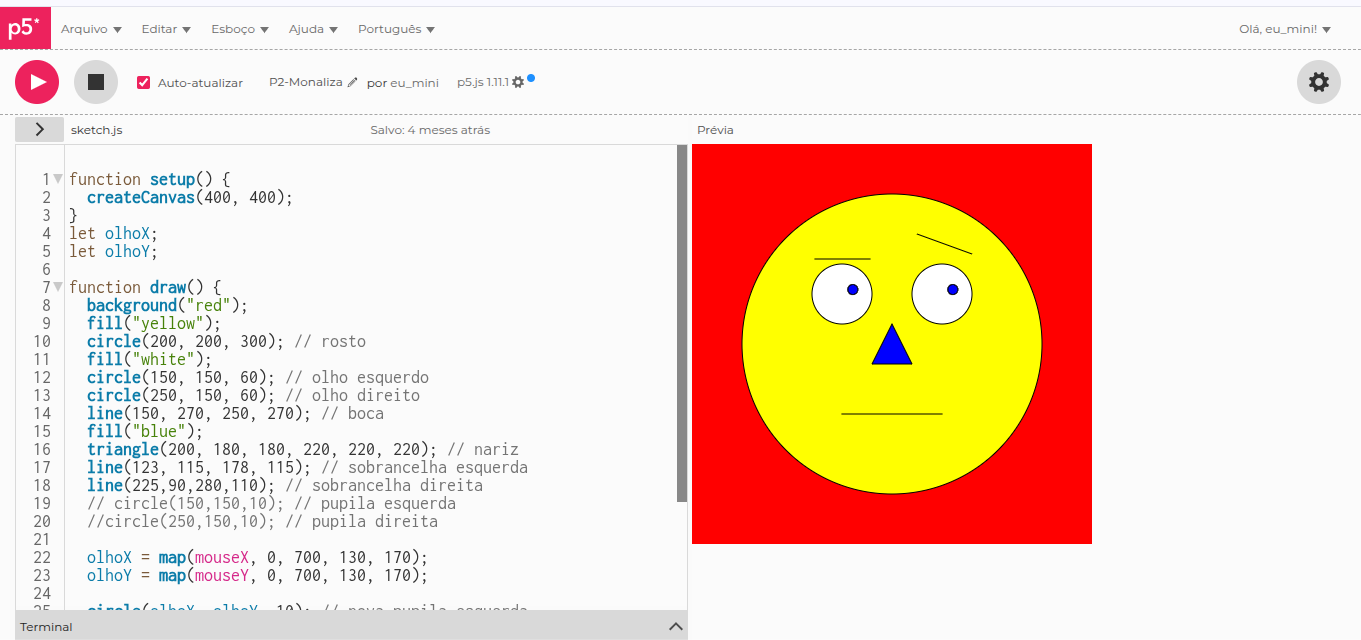 p5* Arquivo Editar Esboço Ajuda Português Olá, eu_mini!
Auto-atualizar P2-Monaliza por eu_mini p5.js 1.11.1
sketch.js Salvo: 4 meses atrás Prévia
1 function setup() {
2 createCanvas(400, 400);
3 }
4 let olhoX;
5 let olhoY;
6
7 function draw() {
8 background("red");
9 fill("yellow");
10 circle(200, 200, 300); // rosto
11 fill("white");
12 circle(150, 150, 60); // olho esquerdo
13 circle(250, 150, 60); // olho direito
14 line(150, 270, 250, 270); // boca
15 fill("blue");
16 triangle(200, 180, 180, 220, 220, 220); // nariz
17 line(123, 115, 178, 115); // sobrancelha esquerda
18 line(225,90,280,110); // sobrancelha direita
19 // circle(150,150,10); // pupila esquerda
20 //circle(250,150,10); // pupila direita
21
22 olhoX = map(mouseX, 0, 700, 130, 170);
23 olhoY = map(mouseY, 0, 700, 130, 170);
24
25 circle(olhoX, olhoY, 10); // nova pupila esquerda
Terminal